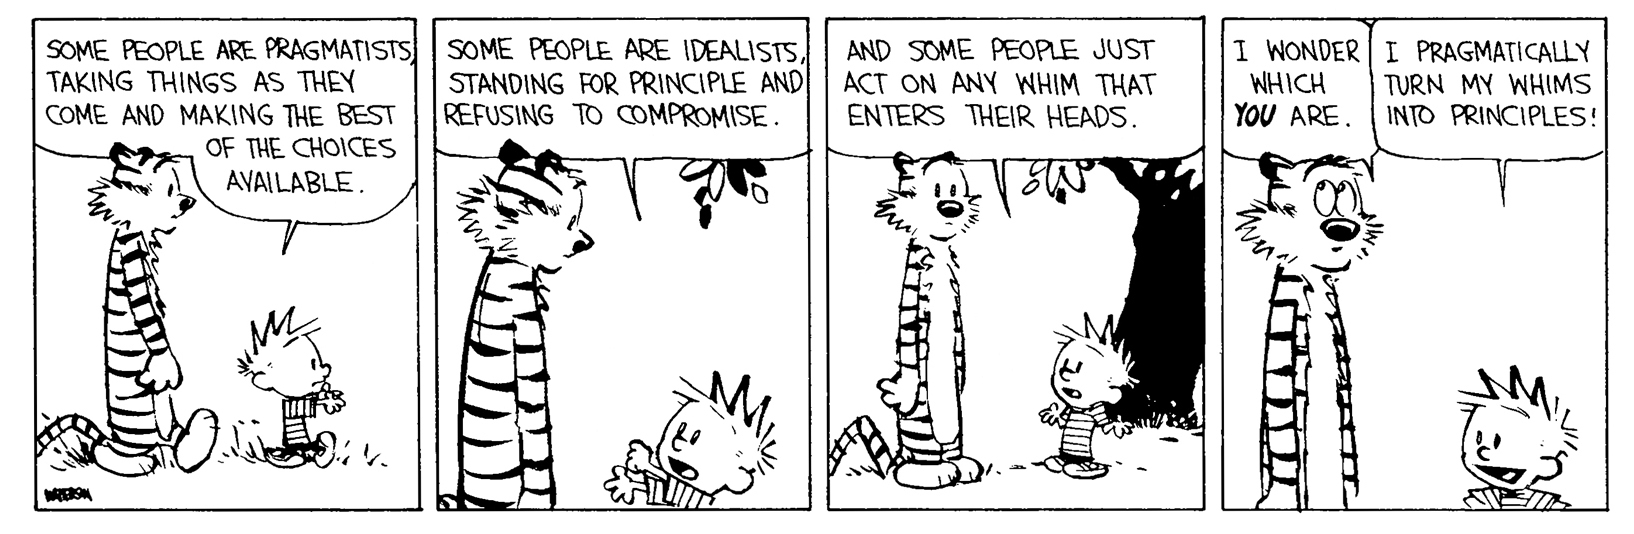 SOME PEOPLE ARE PRAGMATISTS,
TAKING THINGS AS THEY
COME AND MAKING THE BEST
OF THE CHOICES
AVAILABLE.
WATTERSON
SOME PEOPLE ARE IDEALISTS,
STANDING FOR PRINCIPLE AND
REFUSING TO COMPROMISE.
AND SOME PEOPLE JUST
ACT ON ANY WHIM THAT
ENTERS THEIR HEADS.
I WONDER
WHICH
YOU ARE.
I PRAGMATICALLY
TURN MY WHIMS
INTO PRINCIPLES!